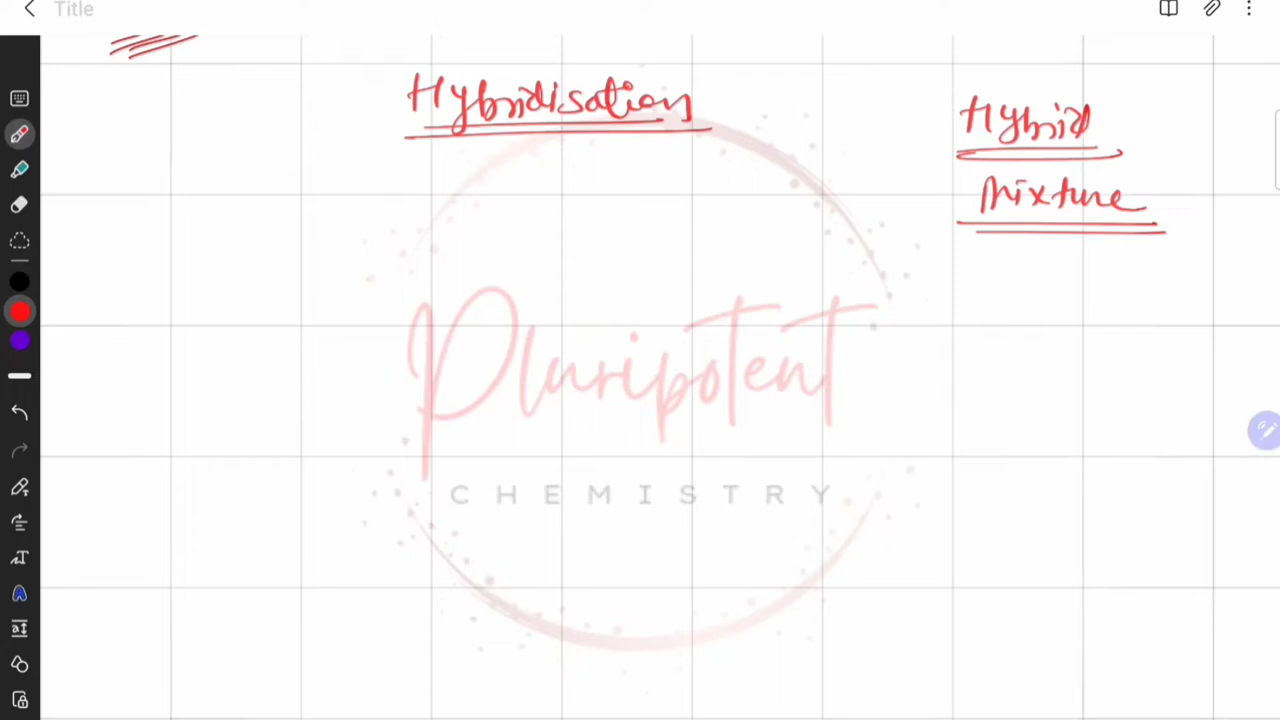 Title
Hybridisation
Hybrid
Mixture
Pluripotent
CHEMISTRY